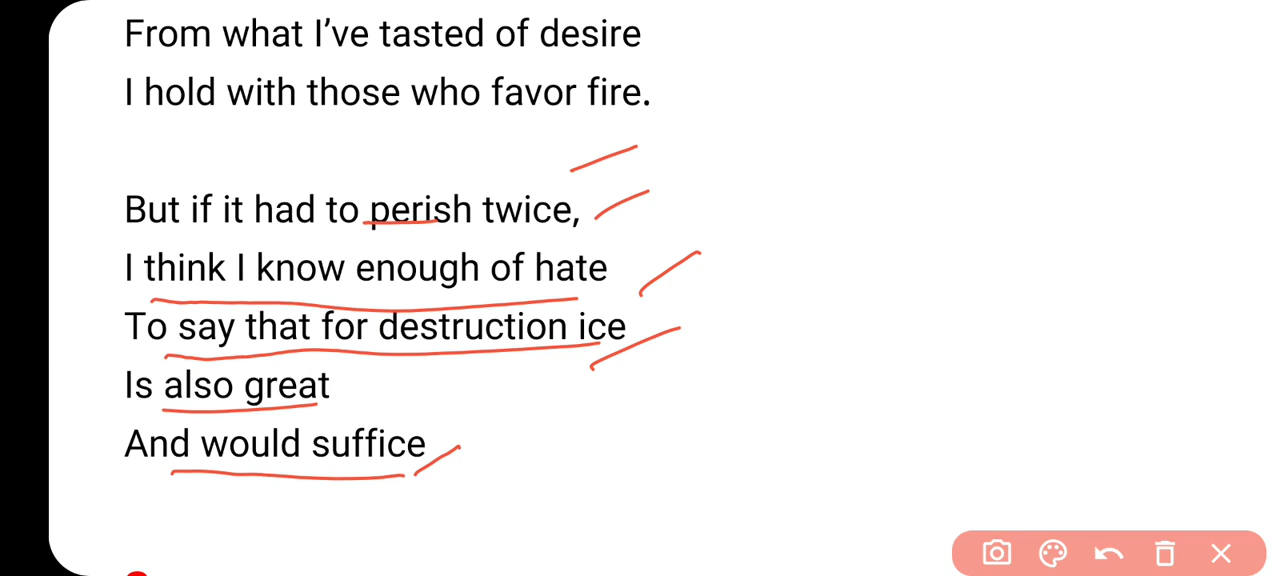 From what I’ve tasted of desire
I hold with those who favor fire.
But if it had to perish twice,
I think I know enough of hate
To say that for destruction ice
Is also great
And would suffice